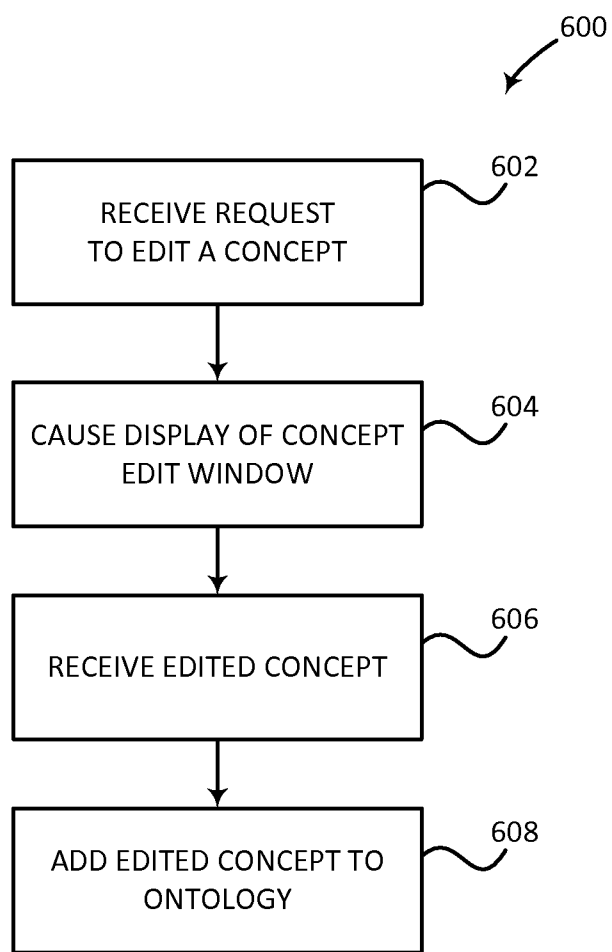 600
602
RECEIVE REQUEST
TO EDIT A CONCEPT
604
CAUSE DISPLAY OF CONCEPT
EDIT WINDOW
606
RECEIVE EDITED CONCEPT
608
ADD EDITED CONCEPT TO
ONTOLOGY